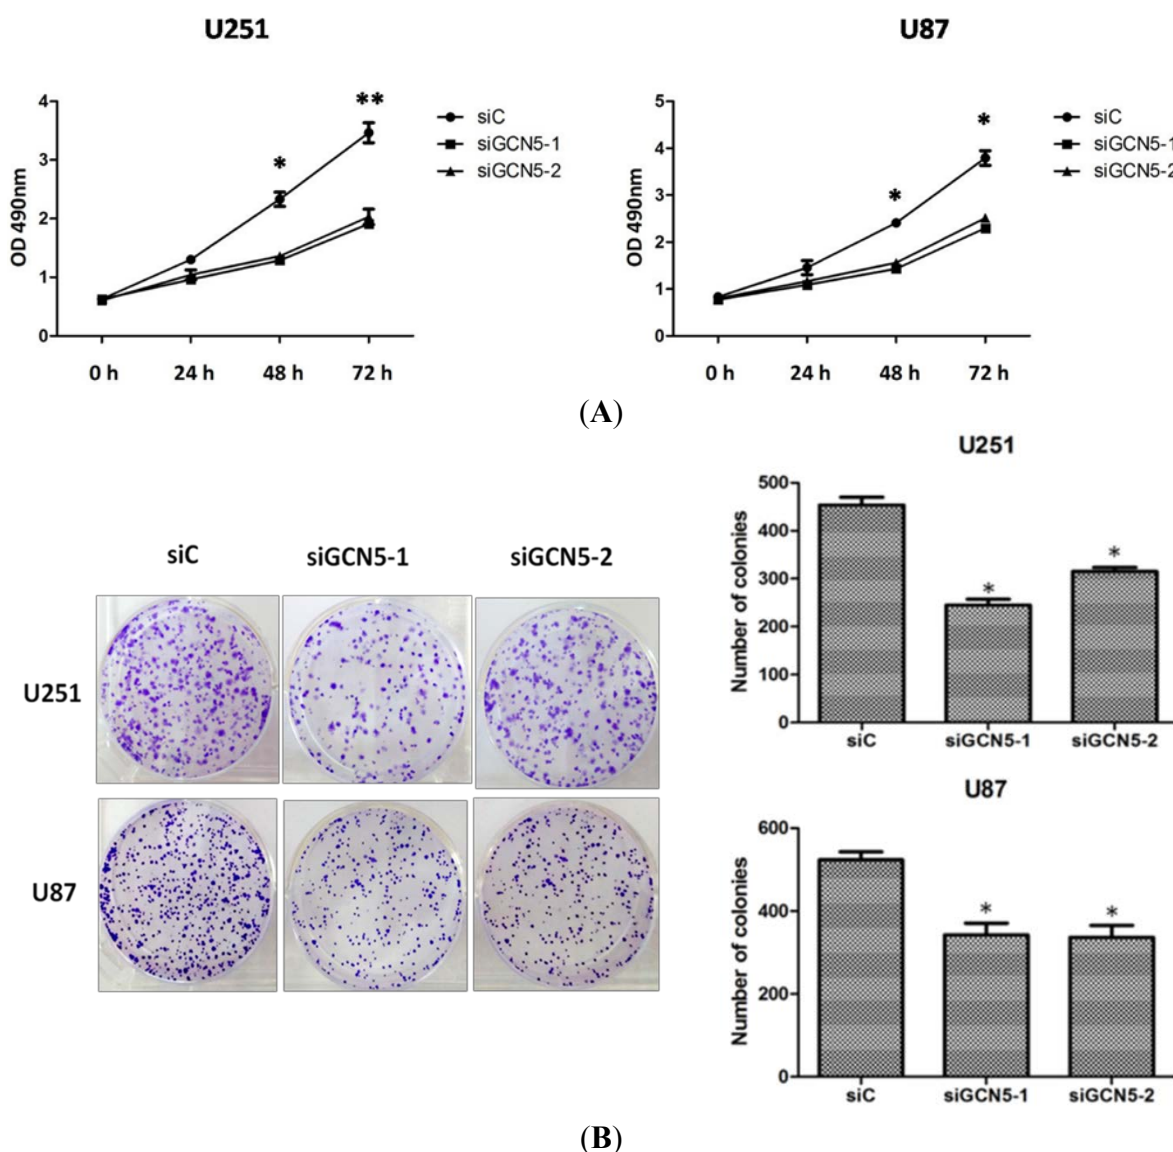 U251
U87
4
3
2
1
0
OD 490nm
* **
siC
siGCN5-1
siGCN5-2
0 h 24 h 48 h 72 h
5
4
3
2
1
0
OD 490nm
* *
siC
siGCN5-1
siGCN5-2
0 h 24 h 48 h 72 h
(A)
siC siGCN5-1 siGCN5-2
U251
U87
U251
500
400
300
200
100
0
Number of colonies
* *
siC siGCN5-1 siGCN5-2
U87
600
400
200
0
Number of colonies
* *
siC siGCN5-1 siGCN5-2
(B)